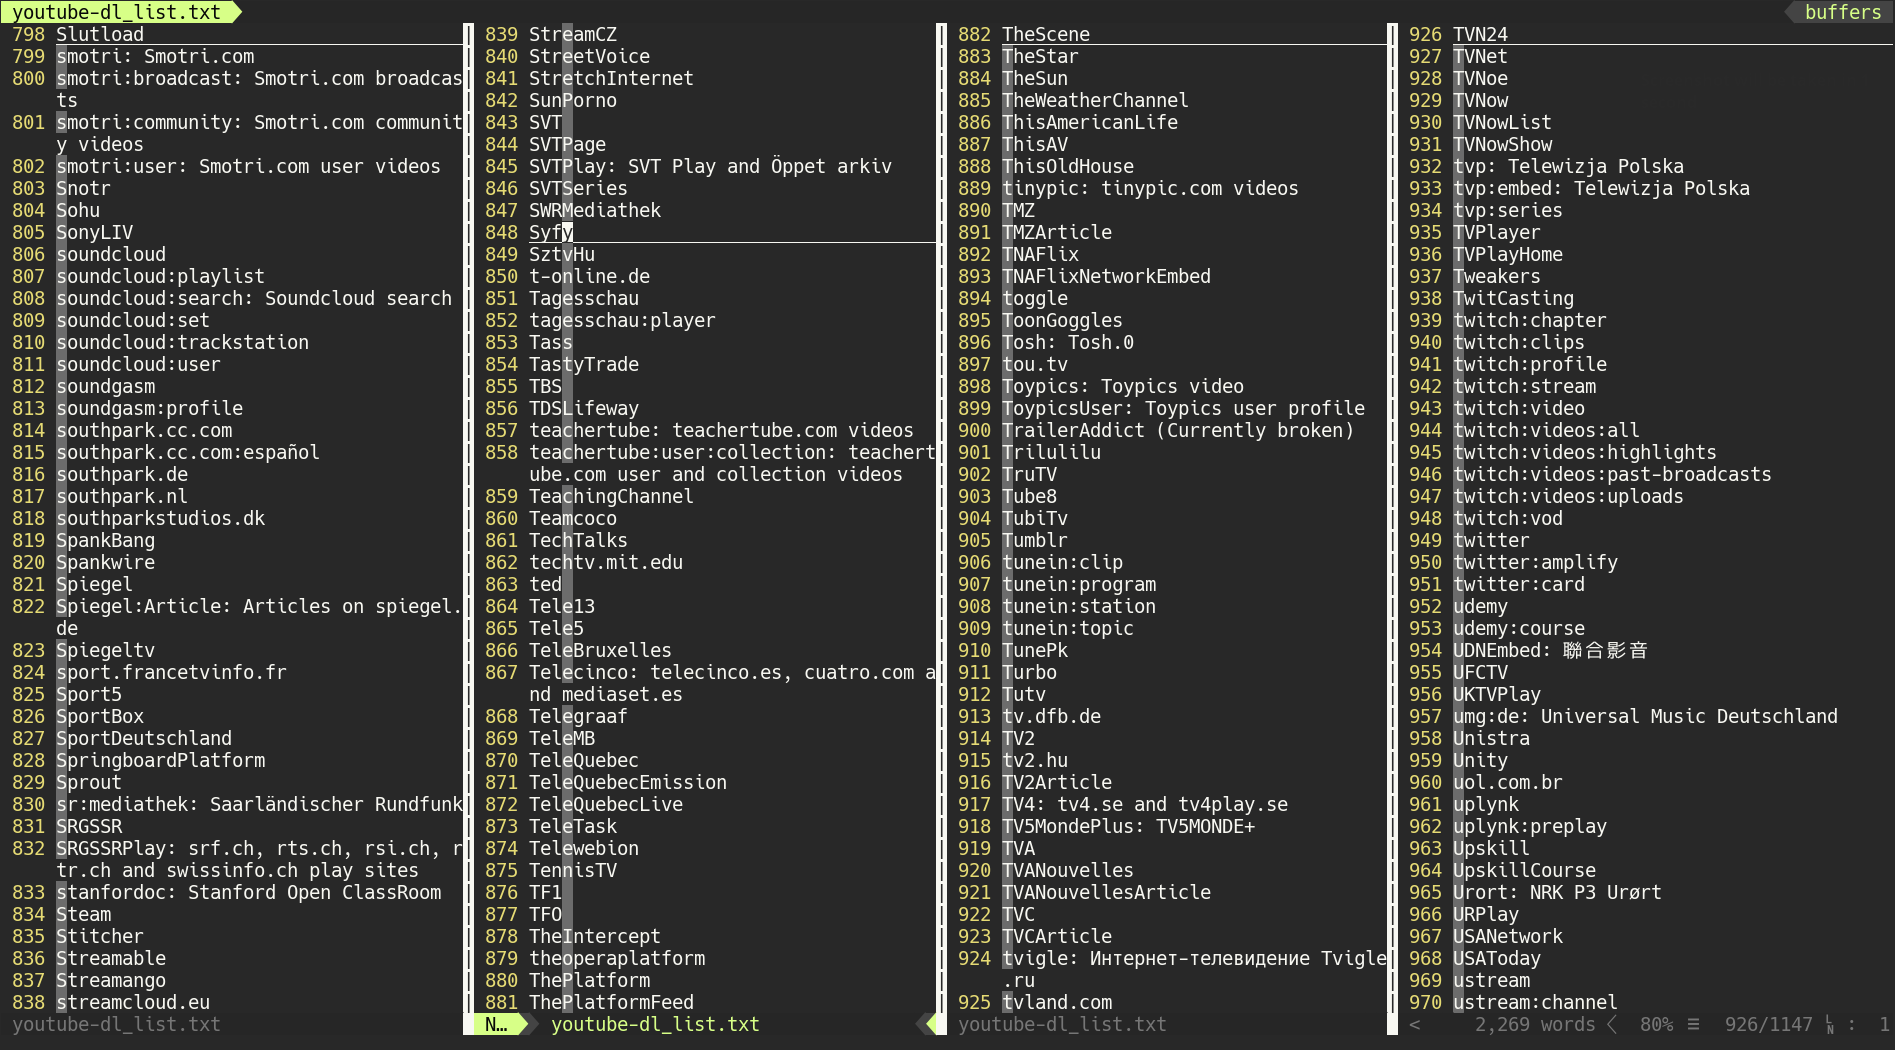 youtube-dl_list.txt
buffers
798 Slutload
799 smotri: Smotri.com
800 smotri:broadcast: Smotri.com broadcas
ts
801 smotri:community: Smotri.com communit
y videos
802 smotri:user: Smotri.com user videos
803 Snotr
804 Sohu
805 SonyLIV
806 soundcloud
807 soundcloud:playlist
808 soundcloud:search: Soundcloud search
809 soundcloud:set
810 soundcloud:trackstation
811 soundcloud:user
812 soundgasm
813 soundgasm:profile
814 southpark.cc.com
815 southpark.cc.com:español
816 southpark.de
817 southpark.nl
818 southparkstudios.dk
819 SpankBang
820 Spankwire
821 Spiegel
822 Spiegel:Article: Articles on spiegel.
de
823 Spiegeltv
824 sport.francetvinfo.fr
825 Sport5
826 SportBox
827 SportDeutschland
828 SpringboardPlatform
829 Sprout
830 sr:mediathek: Saarländischer Rundfunk
831 SRGSSR
832 SRGSSRPlay: srf.ch, rts.ch, rsi.ch, r
tr.ch and swissinfo.ch play sites
833 stanfordoc: Stanford Open ClassRoom
834 Steam
835 Stitcher
836 Streamable
837 Streamango
838 streamcloud.eu
youtube-dl_list.txt
839 StreamCZ
840 StreetVoice
841 StretchInternet
842 SunPorno
843 SVT
844 SVTPage
845 SVTPlay: SVT Play and Öppet arkiv
846 SVTSeries
847 SWRMediathek
848 Syfy
849 SztvHu
850 t-online.de
851 Tagesschau
852 tagesschau:player
853 Tass
854 TastyTrade
855 TBS
856 TDSLifeway
857 teachertube: teachertube.com videos
858 teachertube:user:collection: teachert
ube.com user and collection videos
859 TeachingChannel
860 Teamcoco
861 TechTalks
862 techtv.mit.edu
863 ted
864 Tele13
865 Tele5
866 TeleBruxelles
867 Telecinco: telecinco.es, cuatro.com a
nd mediaset.es
868 Telegraaf
869 TeleMB
870 TeleQuebec
871 TeleQuebecEmission
872 TeleQuebecLive
873 TeleTask
874 Telewebion
875 TennisTV
876 TF1
877 TFO
878 TheIntercept
879 theoperaplatform
880 ThePlatform
881 ThePlatformFeed
N… youtube-dl_list.txt
882 TheScene
883 TheStar
884 TheSun
885 TheWeatherChannel
886 ThisAmericanLife
887 ThisAV
888 ThisOldHouse
889 tinypic: tinypic.com videos
890 TMZ
891 TMZArticle
892 TNAFlix
893 TNAFlixNetworkEmbed
894 toggle
895 ToonGoggles
896 Tosh: Tosh.0
897 tou.tv
898 Toypics: Toypics video
899 ToypicsUser: Toypics user profile
900 TrailerAddict (Currently broken)
901 Trilulilu
902 TruTV
903 Tube8
904 TubiTv
905 Tumblr
906 tunein:clip
907 tunein:program
908 tunein:station
909 tunein:topic
910 TunePk
911 Turbo
912 Tutv
913 tv.dfb.de
914 TV2
915 tv2.hu
916 TV2Article
917 TV4: tv4.se and tv4play.se
918 TV5MondePlus: TV5MONDE+
919 TVA
920 TVANouvelles
921 TVANouvellesArticle
922 TVC
923 TVCArticle
924 tvigle: Интернет-телевидение Tvigle
.ru
925 tvland.com
youtube-dl_list.txt
926 TVN24
927 TVNet
928 TVNoe
929 TVNow
930 TVNowList
931 TVNowShow
932 tvp: Telewizja Polska
933 tvp:embed: Telewizja Polska
934 tvp:series
935 TVPlayer
936 TVPlayHome
937 Tweakers
938 TwitCasting
939 twitch:chapter
940 twitch:clips
941 twitch:profile
942 twitch:stream
943 twitch:video
944 twitch:videos:all
945 twitch:videos:highlights
946 twitch:videos:past-broadcasts
947 twitch:videos:uploads
948 twitch:vod
949 twitter
950 twitter:amplify
951 twitter:card
952 udemy
953 udemy:course
954 UDNEmbed: 聯合影音
955 UFCTV
956 UKTVPlay
957 umg:de: Universal Music Deutschland
958 Unistra
959 Unity
960 uol.com.br
961 uplynk
962 uplynk:preplay
963 Upskill
964 UpskillCourse
965 Urort: NRK P3 Urørt
966 URPlay
967 USANetwork
968 USAToday
969 ustream
970 ustream:channel
< 2,269 words 80% ☰ 926/1147 LN : 1